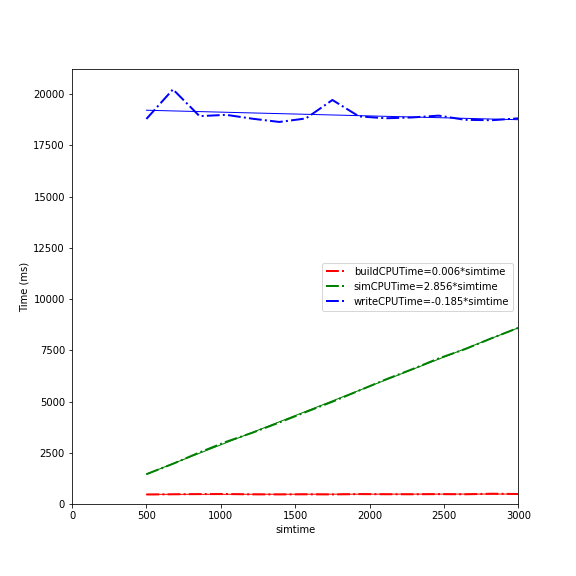 20000
17500
15000
12500
10000
7500
5000
2500
0
Time (ms)
buildCPUTime=0.006*simtime
simCPUTime=2.856*simtime
writeCPUTime=-0.185*simtime
0 500 1000 1500 2000 2500 3000
simtime